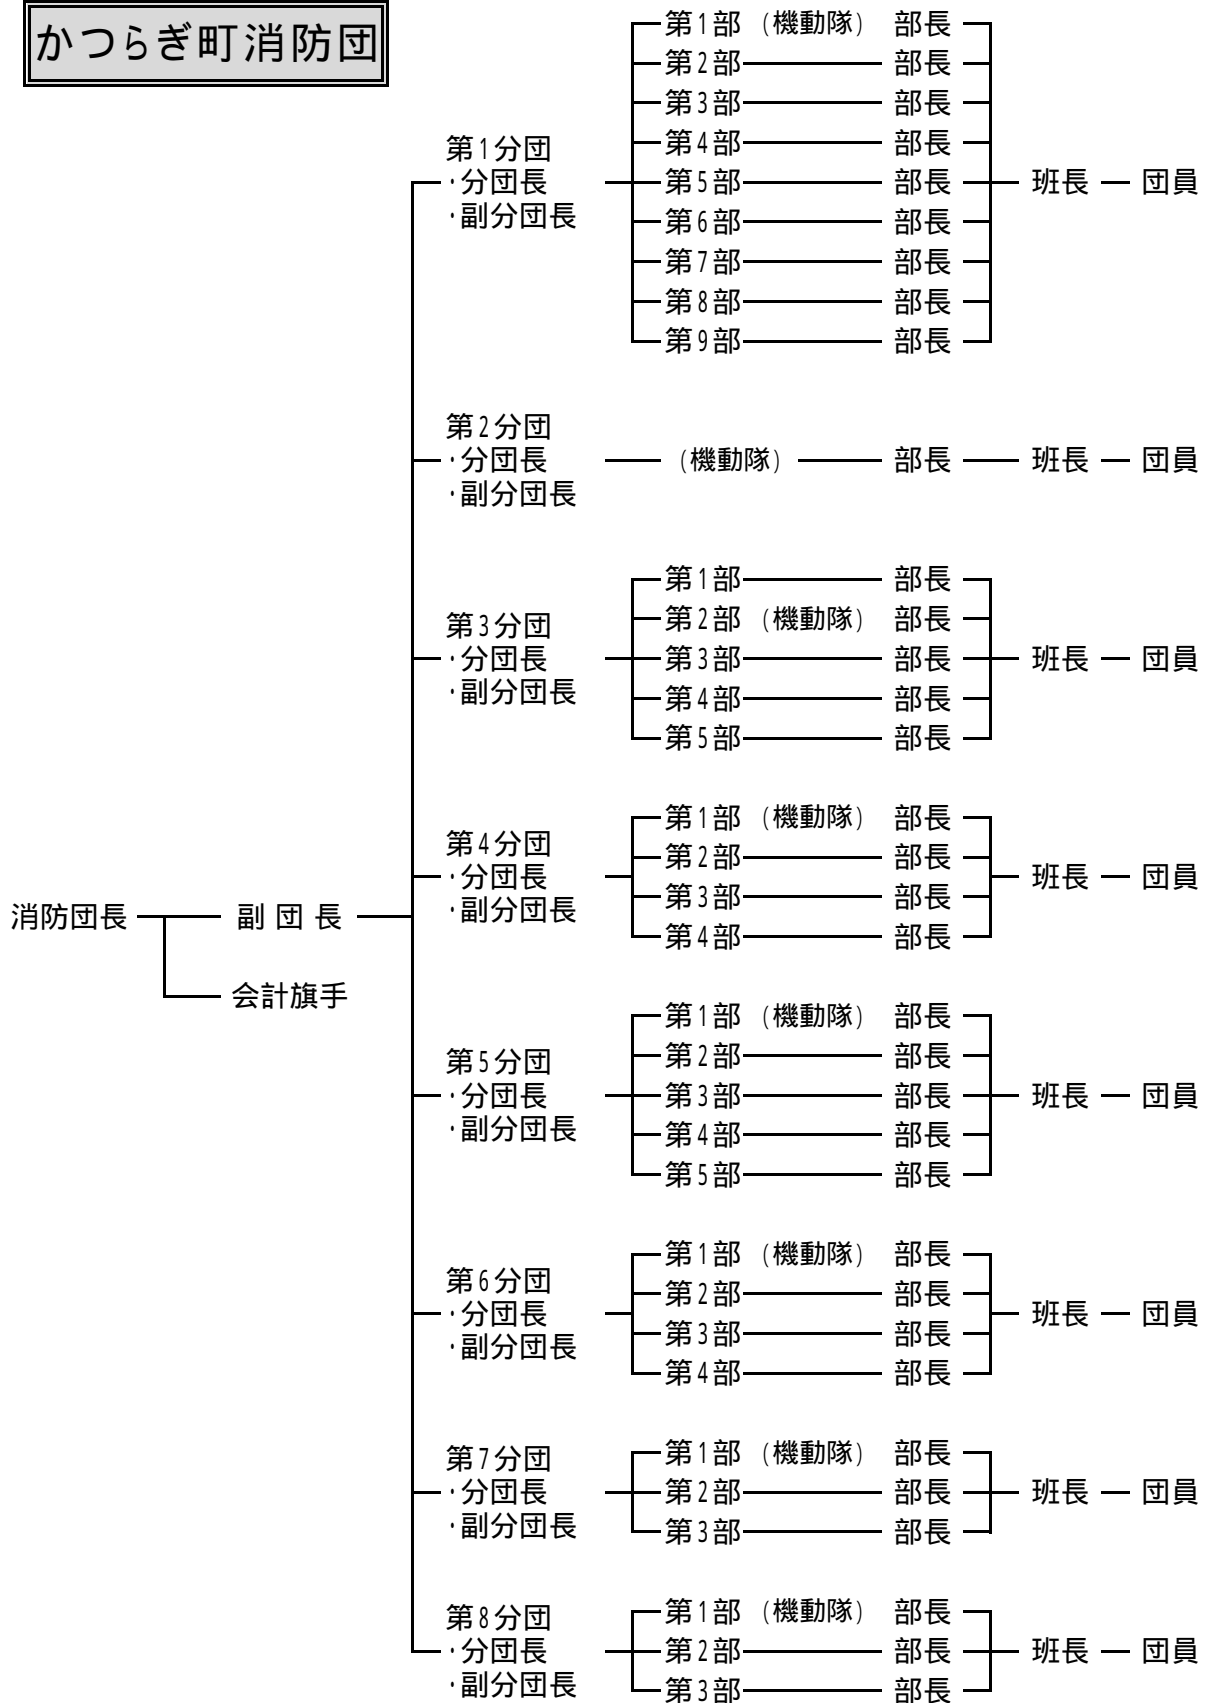 かつらぎ町消防団
消防団長
副団長
会計旗手
第1分団
・分団長
・副分団長
第1部 （機動隊） 部長
第2部 部長
第3部 部長
第4部 部長
第5部 部長
第6部 部長
第7部 部長
第8部 部長
第9部 部長
班長 団員
第2分団
・分団長
・副分団長
（機動隊） 部長 班長 団員
第3分団
・分団長
・副分団長
第1部 部長
第2部 （機動隊） 部長
第3部 部長
第4部 部長
第5部 部長
班長 団員
第4分団
・分団長
・副分団長
第1部 （機動隊） 部長
第2部 部長
第3部 部長
第4部 部長
班長 団員
第5分団
・分団長
・副分団長
第1部 （機動隊） 部長
第2部 部長
第3部 部長
第4部 部長
第5部 部長
班長 団員
第6分団
・分団長
・副分団長
第1部 （機動隊） 部長
第2部 部長
第3部 部長
第4部 部長
班長 団員
第7分団
・分団長
・副分団長
第1部 （機動隊） 部長
第2部 部長
第3部 部長
班長 団員
第8分団
・分団長
・副分団長
第1部 （機動隊） 部長
第2部 部長
第3部 部長
班長 団員